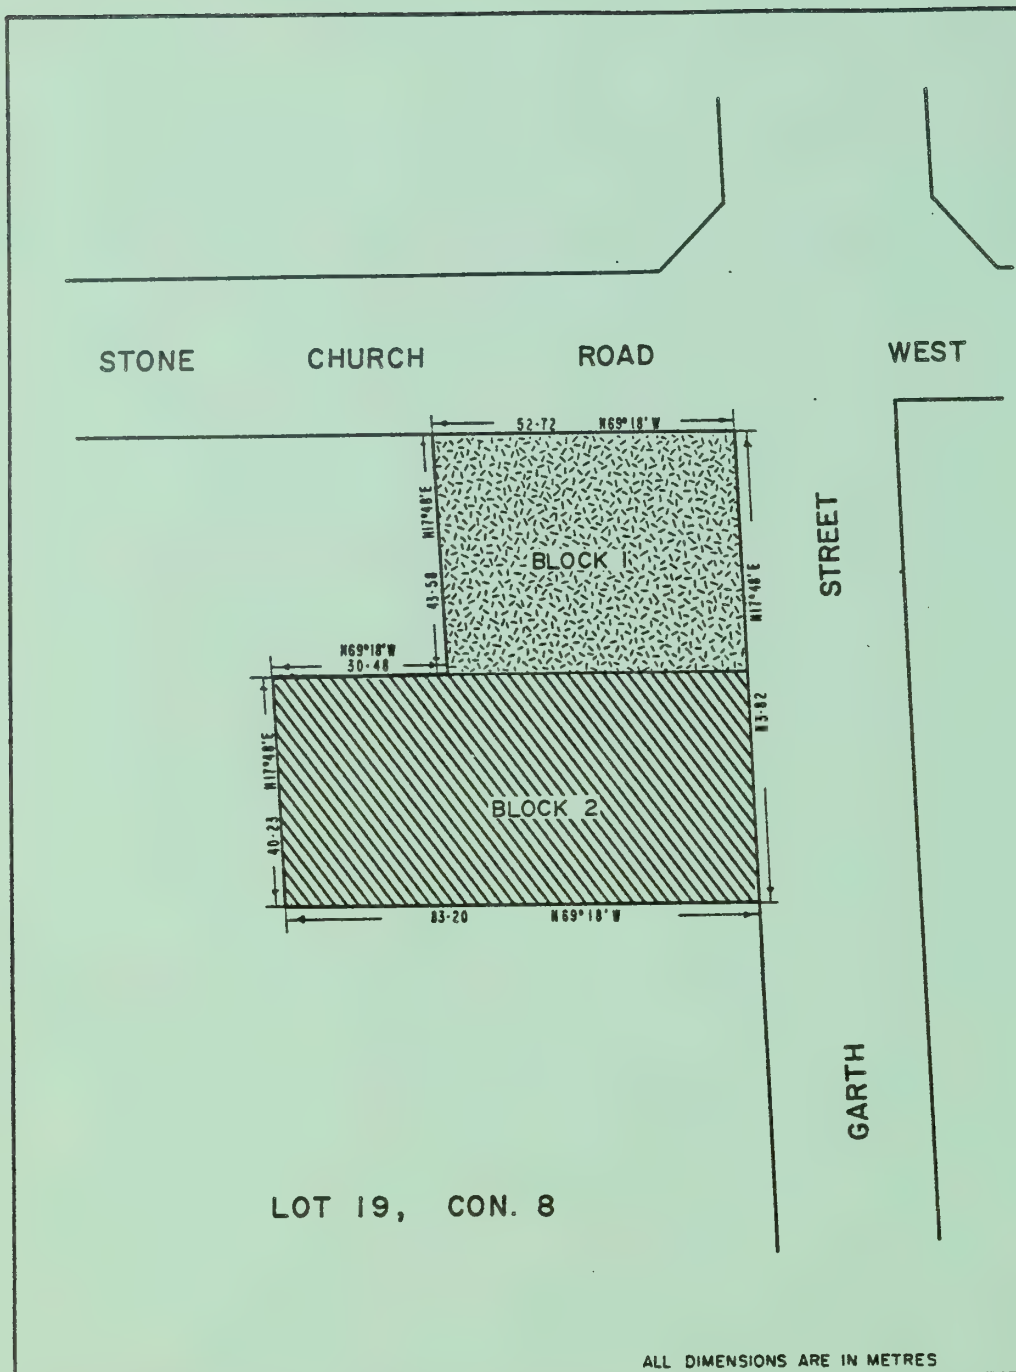 STONE CHURCH ROAD WEST
52·72 N69°18'W
N17°48'E
43·58
BLOCK 1
N17°48'E
STREET
N69°18'W
30·48
83·82
N17°48'E
40·23
BLOCK 2
83·20 N69°18'W
GARTH
LOT 19, CON. 8
ALL DIMENSIONS ARE IN METRES